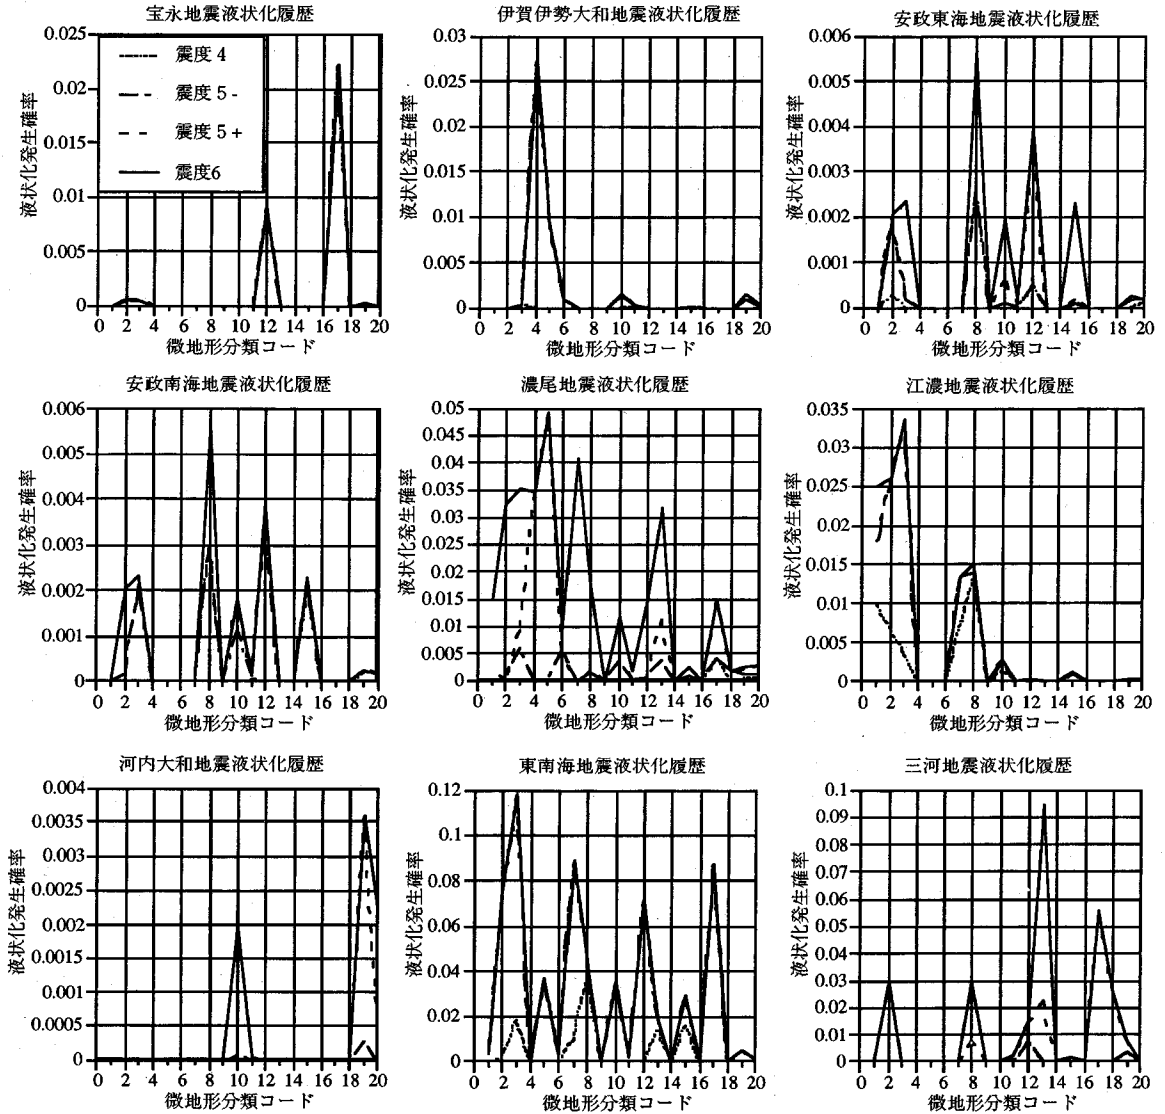 宝永地震液状化履歴
液状化発生確率
0.025
0.02
0.015
0.01
0.005
0
震度4
震度5-
震度5+
震度6
0 2 4 6 8 10 12 14 16 18 20
微地形分類コード
伊賀伊勢大和地震液状化履歴
液状化発生確率
0.03
0.025
0.02
0.015
0.010
0.005
0
0 2 4 6 8 10 12 14 16 18 20
微地形分類コード
安政東海地震液状化履歴
液状化発生確率
0.006
0.005
0.004
0.003
0.002
0.001
0
0 2 4 6 8 10 12 14 16 18 20
微地形分類コード
安政南海地震液状化履歴
液状化発生確率
0.006
0.005
0.004
0.003
0.002
0.001
0
0 2 4 6 8 10 12 14 16 18 20
微地形分類コード
濃尾地震液状化履歴
液状化発生確率
0.05
0.045
0.04
0.035
0.03
0.025
0.02
0.015
0.01
0.005
0
0 2 4 6 8 10 12 14 16 18 20
微地形分類コード
江濃地震液状化履歴
液状化発生確率
0.035
0.03
0.025
0.02
0.015
0.01
0.005
0
0 2 4 6 8 10 12 14 16 18 20
微地形分類コード
河内大和地震液状化履歴
液状化発生確率
0.004
0.0035
0.003
0.0025
0.002
0.0015
0.001
0.0005
0
0 2 4 6 8 10 12 14 16 18 20
微地形分類コード
東南海地震液状化履歴
液状化発生確率
0.12
0.1
0.08
0.06
0.04
0.02
0
0 2 4 6 8 10 12 14 16 18 20
微地形分類コード
三河地震液状化履歴
液状化発生確率
0.1
0.09
0.08
0.07
0.06
0.05
0.04
0.03
0.02
0.01
0
0 2 4 6 8 10 12 14 16 18 20
微地形分類コード